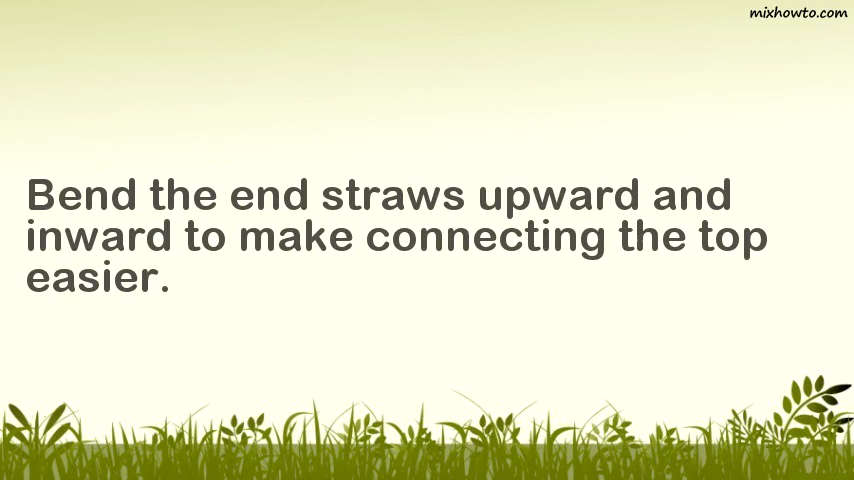 mixhowto.com
Bend the end straws upward and
inward to make connecting the top
easier.